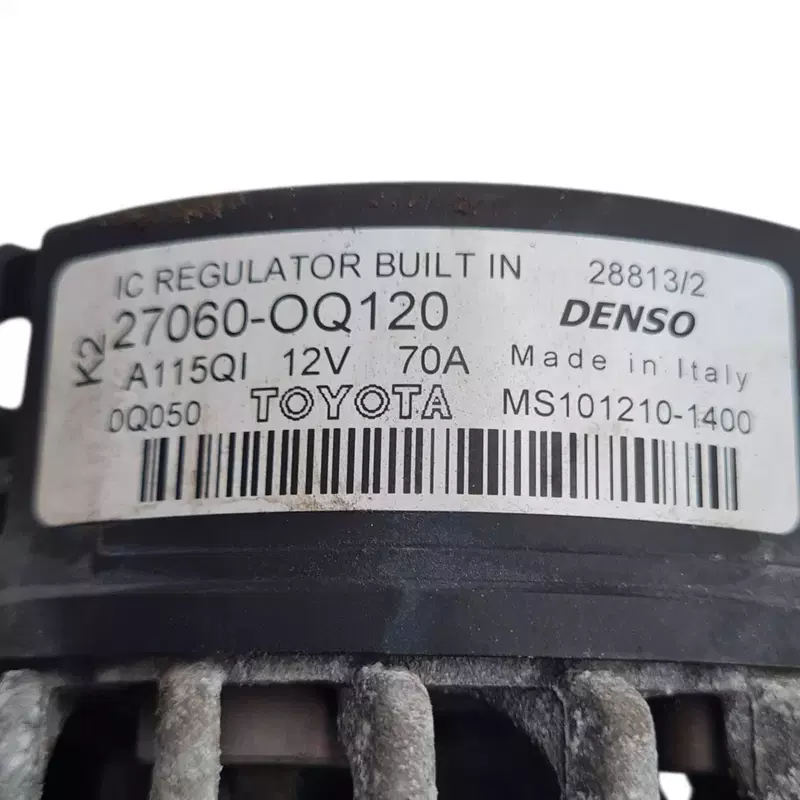 IC REGULATOR BUILT IN 28813/2
K2 27060-OQ120 DENSO
A115QI 12V 70A Made in Italy
0Q050 TOYOTA MS101210-1400